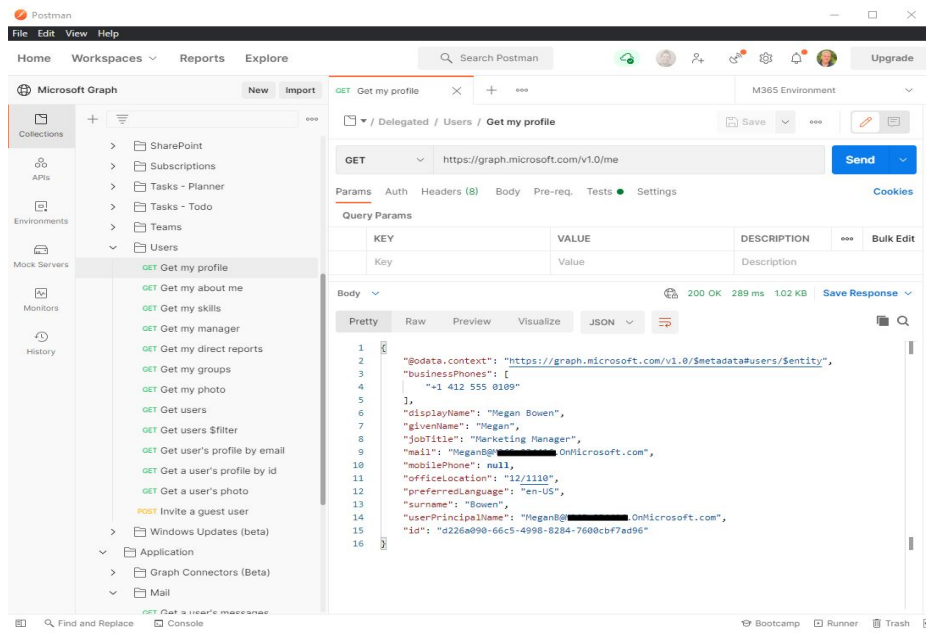 Postman
File Edit View Help
Home Workspaces Reports Explore
Search Postman
Upgrade
Microsoft Graph
New Import
GET Get my profile
M365 Environment
Collections
APIs
Environments
Mock Servers
Monitors
History
SharePoint
Subscriptions
Tasks - Planner
Tasks - Todo
Teams
Users
GET Get my profile
GET Get my about me
GET Get my skills
GET Get my manager
GET Get my direct reports
GET Get my groups
GET Get my photo
GET Get users
GET Get users $filter
GET Get user's profile by email
GET Get a user's profile by id
GET Get a user's photo
POST Invite a guest user
Windows Updates (beta)
Application
Graph Connectors (Beta)
Mail
GET Get a user's messages
/ Delegated / Users / Get my profile
Save
GET https://graph.microsoft.com/v1.0/me
Send
Params Auth Headers (8) Body Pre-req. Tests Settings
Cookies
Query Params
KEY VALUE DESCRIPTION Bulk Edit
Key Value Description
Body 200 OK 289 ms 1.02 KB Save Response
Pretty Raw Preview Visualize JSON
1 {
2 "@odata.context": "https://graph.microsoft.com/v1.0/$metadata#users/$entity",
3 "businessPhones": [
4 "+1 412 555 0109"
5 ],
6 "displayName": "Megan Bowen",
7 "givenName": "Megan",
8 "jobTitle": "Marketing Manager",
9 "mail": "MeganB@ .OnMicrosoft.com",
10 "mobilePhone": null,
11 "officeLocation": "12/1110",
12 "preferredLanguage": "en-US",
13 "surname": "Bowen",
14 "userPrincipalName": "MeganB@ .OnMicrosoft.com",
15 "id": "d226a090-66c5-4998-8284-7600cbf7ad96"
16 }
Find and Replace Console
Bootcamp Runner Trash